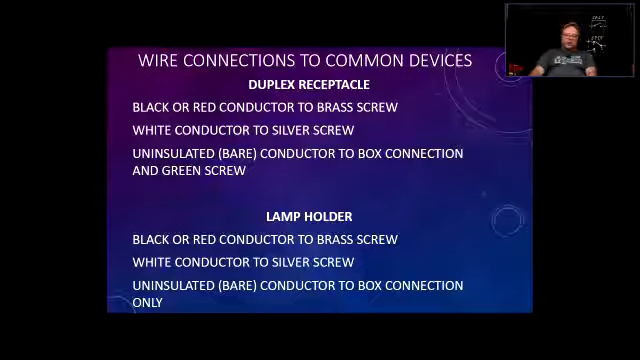 WIRE CONNECTIONS TO COMMON DEVICES
DUPLEX RECEPTACLE
BLACK OR RED CONDUCTOR TO BRASS SCREW
WHITE CONDUCTOR TO SILVER SCREW
UNINSULATED (BARE) CONDUCTOR TO BOX CONNECTION
AND GREEN SCREW
LAMP HOLDER
BLACK OR RED CONDUCTOR TO BRASS SCREW
WHITE CONDUCTOR TO SILVER SCREW
UNINSULATED (BARE) CONDUCTOR TO BOX CONNECTION
ONLY